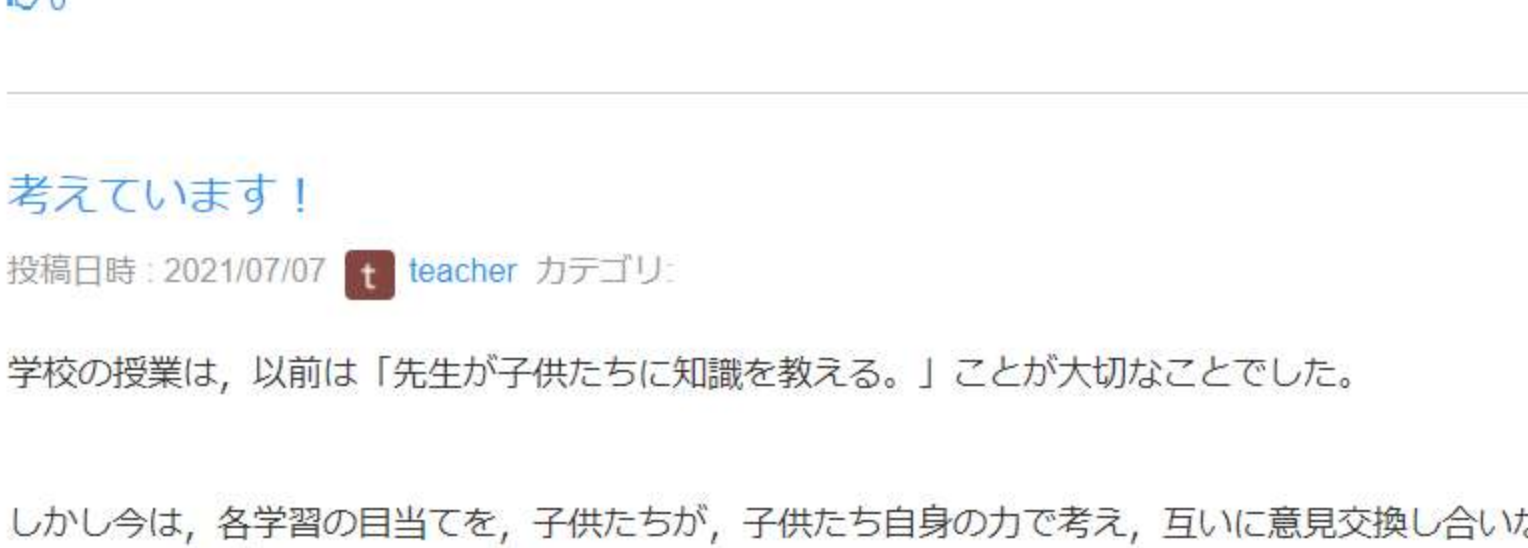 0
考えています！
投稿日時 : 2021/07/07 t teacher カテゴリ:
学校の授業は，以前は「先生が子供たちに知識を教える。」ことが大切なことでした。
しかし今は，各学習の目当てを，子供たちが，子供たち自身の力で考え，互いに意見交換し合い